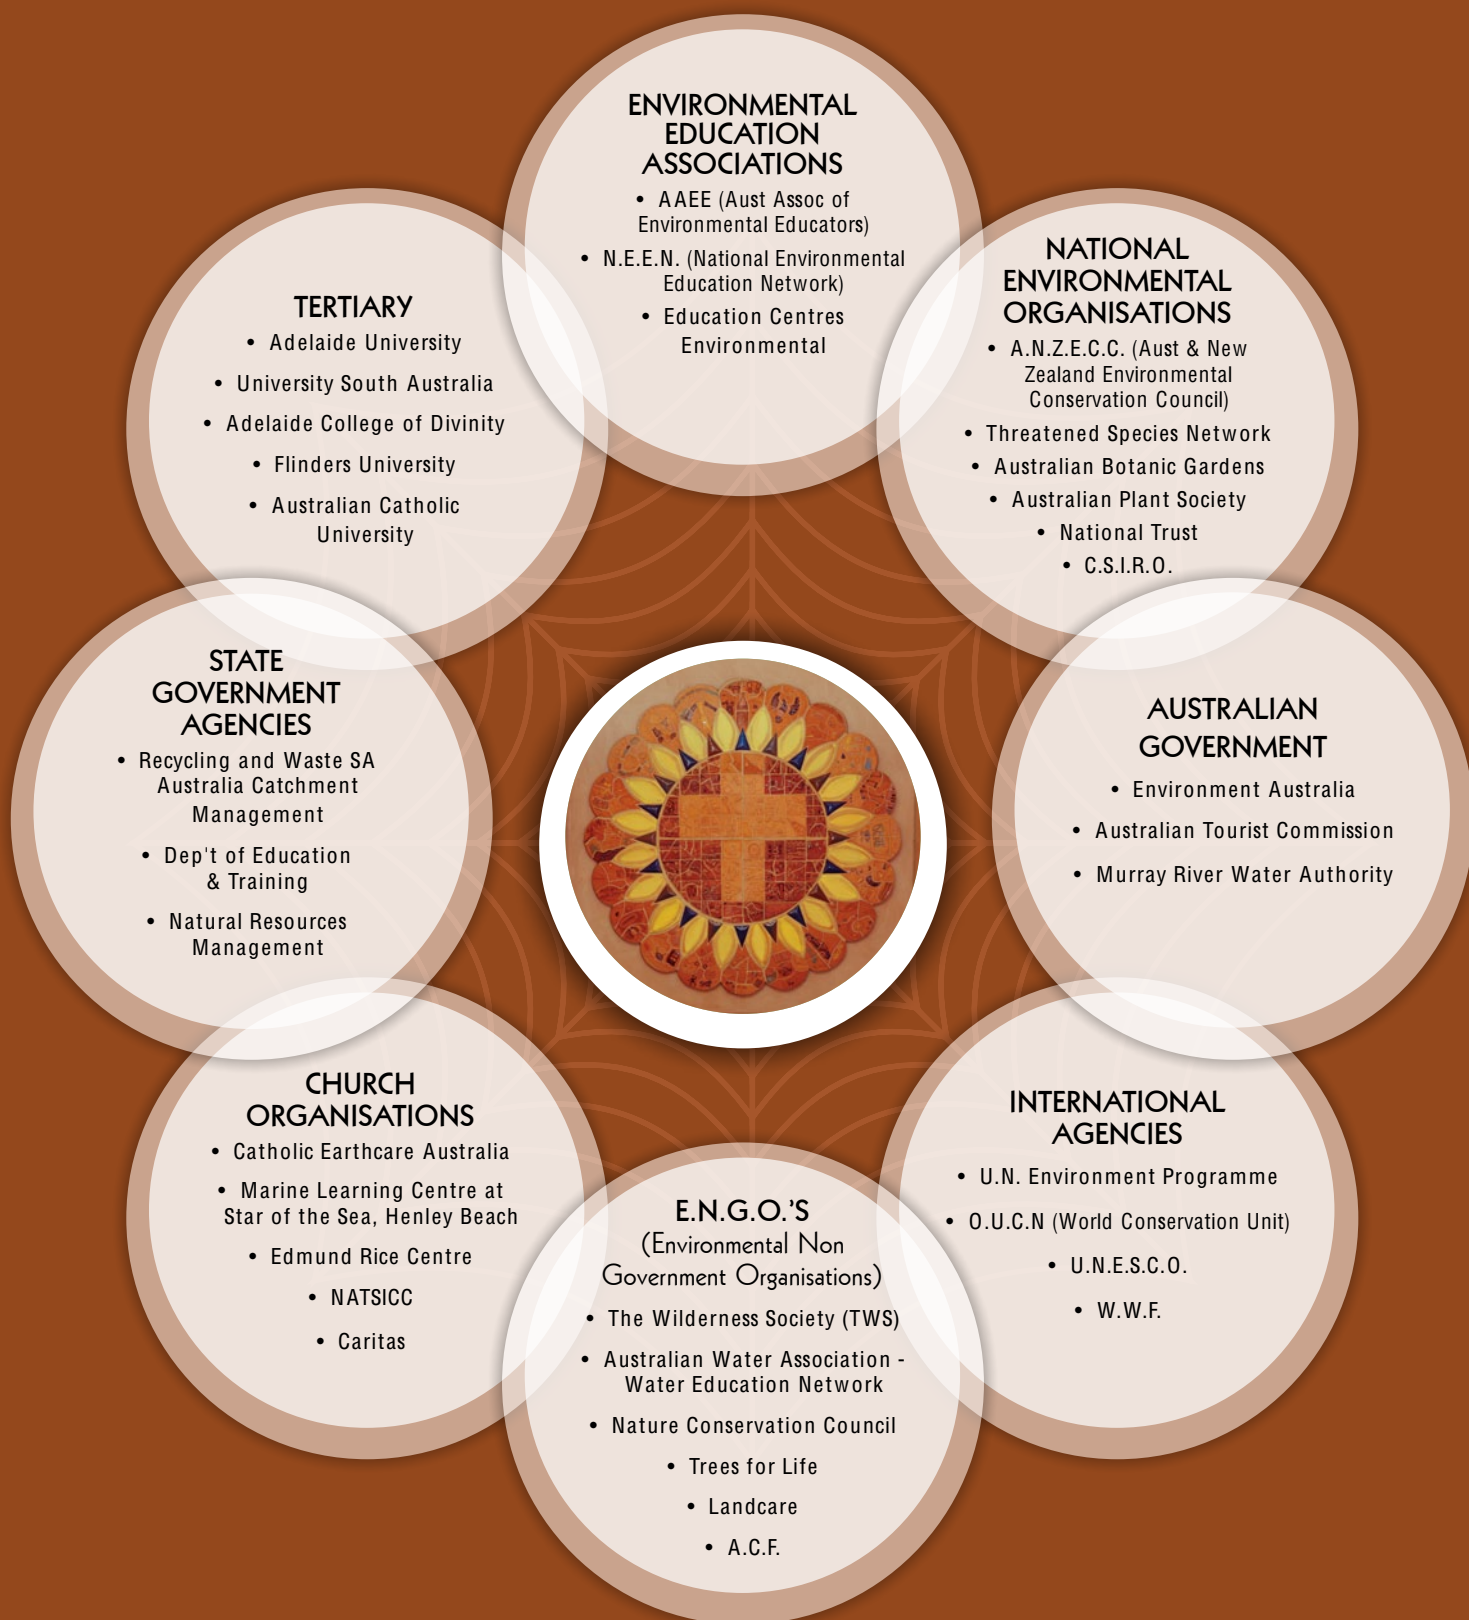 ENVIRONMENTAL
EDUCATION
ASSOCIATIONS
• AAEE (Aust Assoc of
Environmental Educators)
• N.E.E.N. (National Environmental
Education Network)
• Education Centres
Environmental
NATIONAL
ENVIRONMENTAL
ORGANISATIONS
• A.N.Z.E.C.C. (Aust & New
Zealand Environmental
Conservation Council)
• Threatened Species Network
• Australian Botanic Gardens
• Australian Plant Society
• National Trust
• C.S.I.R.O.
AUSTRALIAN
GOVERNMENT
• Environment Australia
• Australian Tourist Commission
• Murray River Water Authority
INTERNATIONAL
AGENCIES
• U.N. Environment Programme
• O.U.C.N (World Conservation Unit)
• U.N.E.S.C.O.
• W.W.F.
E.N.G.O.'S
(Environmental Non
Government Organisations)
• The Wilderness Society (TWS)
• Australian Water Association -
Water Education Network
• Nature Conservation Council
• Trees for Life
• Landcare
• A.C.F.
CHURCH
ORGANISATIONS
• Catholic Earthcare Australia
• Marine Learning Centre at
Star of the Sea, Henley Beach
• Edmund Rice Centre
• NATSICC
• Caritas
STATE
GOVERNMENT
AGENCIES
• Recycling and Waste SA
Australia Catchment
Management
• Dep't of Education
& Training
• Natural Resources
Management
TERTIARY
• Adelaide University
• University South Australia
• Adelaide College of Divinity
• Flinders University
• Australian Catholic
University